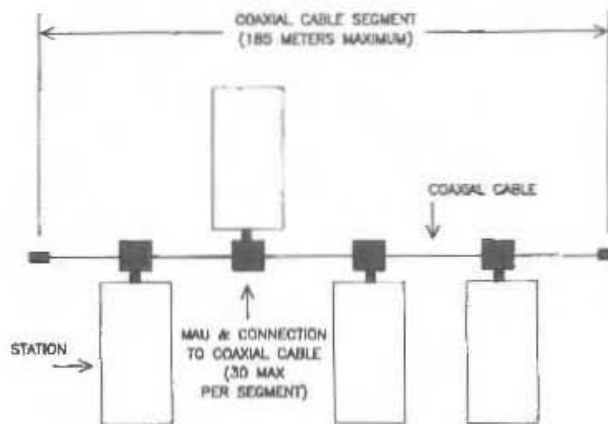 COAXIAL CABLE SEGMENT
(185 METERS MAXIMUM)
COAXIAL CABLE
STATION
MAU & CONNECTION
TO COAXIAL CABLE
(30 MAX
PER SEGMENT)